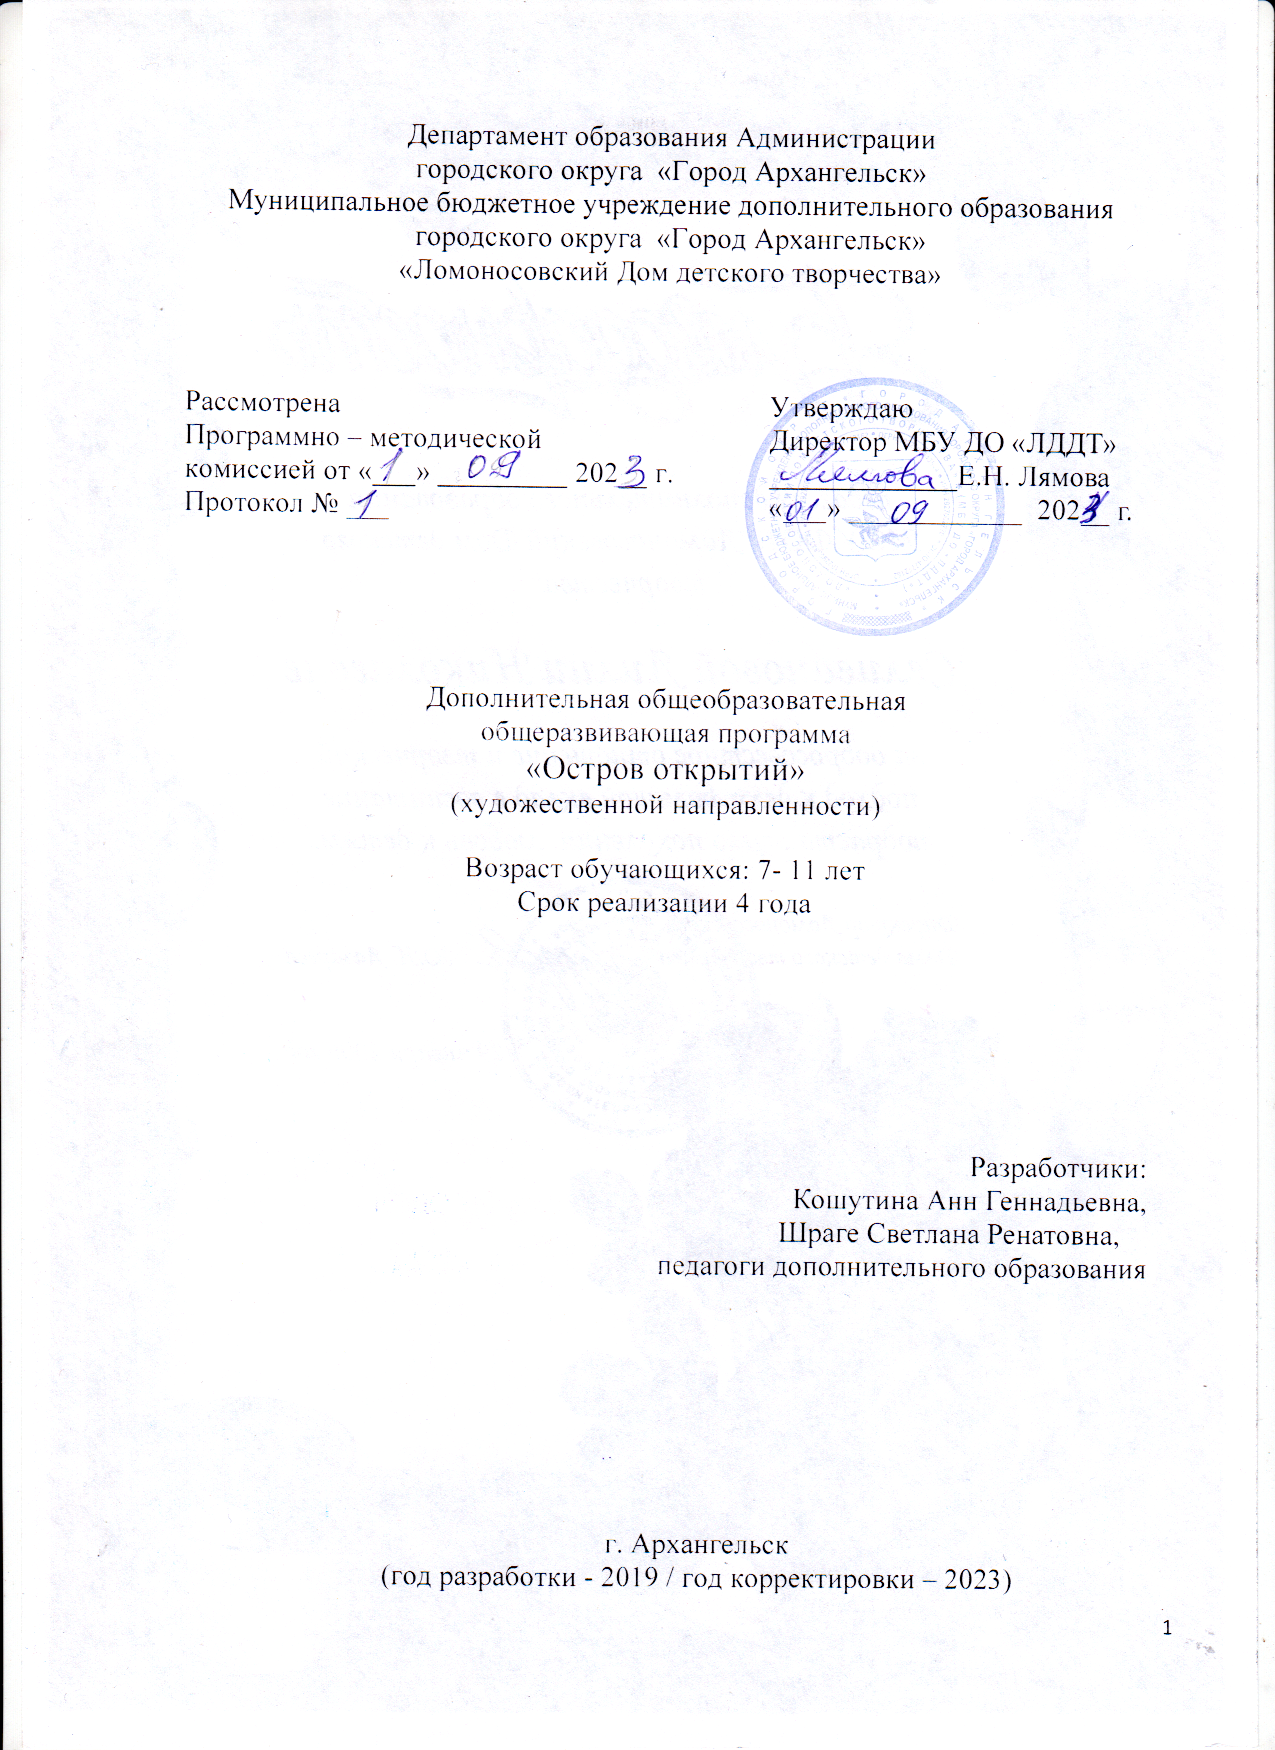 Департамент образования Администрации
городского округа «Город Архангельск»
Муниципальное бюджетное учреждение дополнительного образования
городского округа «Город Архангельск»
«Ломоносовский Дом детского творчества»
Рассмотрена
Программно – методической
комиссией от « 1 » 09 2023 г.
Протокол № 1
Утверждаю
Директор МБУ ДО «ЛДДТ»
Е.Н. Лямова
«01» 09 2023 г.
Дополнительная общеобразовательная
общеразвивающая программа
«Остров открытий»
(художественной направленности)
Возраст обучающихся: 7- 11 лет
Срок реализации 4 года
Разработчики:
Кошутина Анн Геннадьевна,
Шраге Светлана Ренатовна,
педагоги дополнительного образования
г. Архангельск
(год разработки - 2019 / год корректировки – 2023)
1